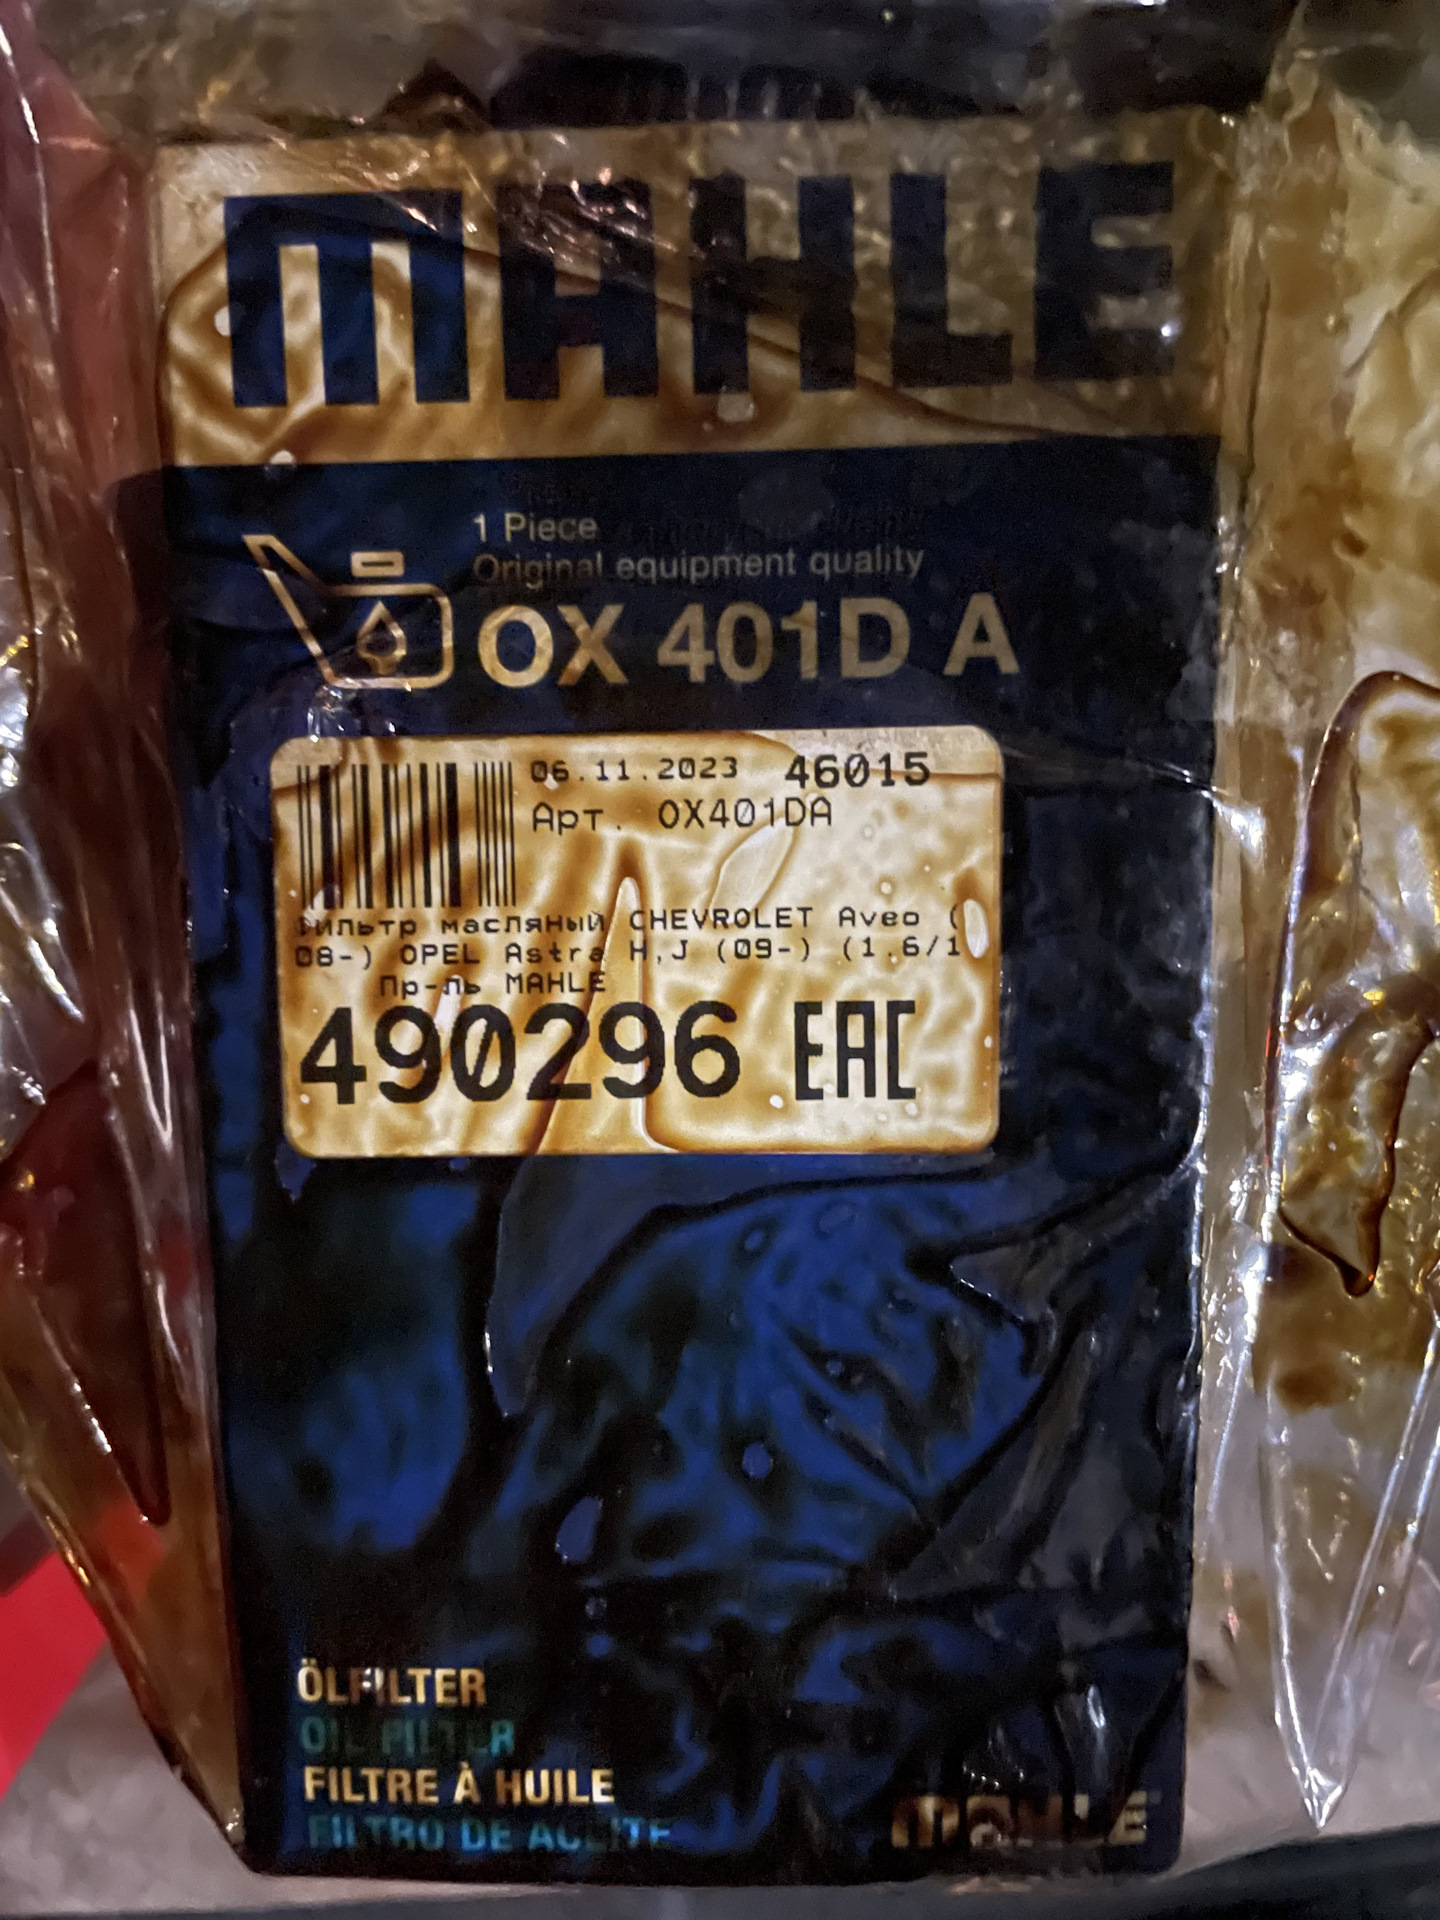 MAHLE
1 Piece
Original equipment quality
OX 401D A
06.11.2023 46015
Арт. OX401DA
Фильтр масляный CHEVROLET Aveo (
08-) OPEL Astra H,J (09-) (1.6/1
Пр-ль MAHLE
490296 EAC
ÖLFILTER
OIL FILTER
FILTRE À HUILE
FILTRO DE ACEITE
MAHLE